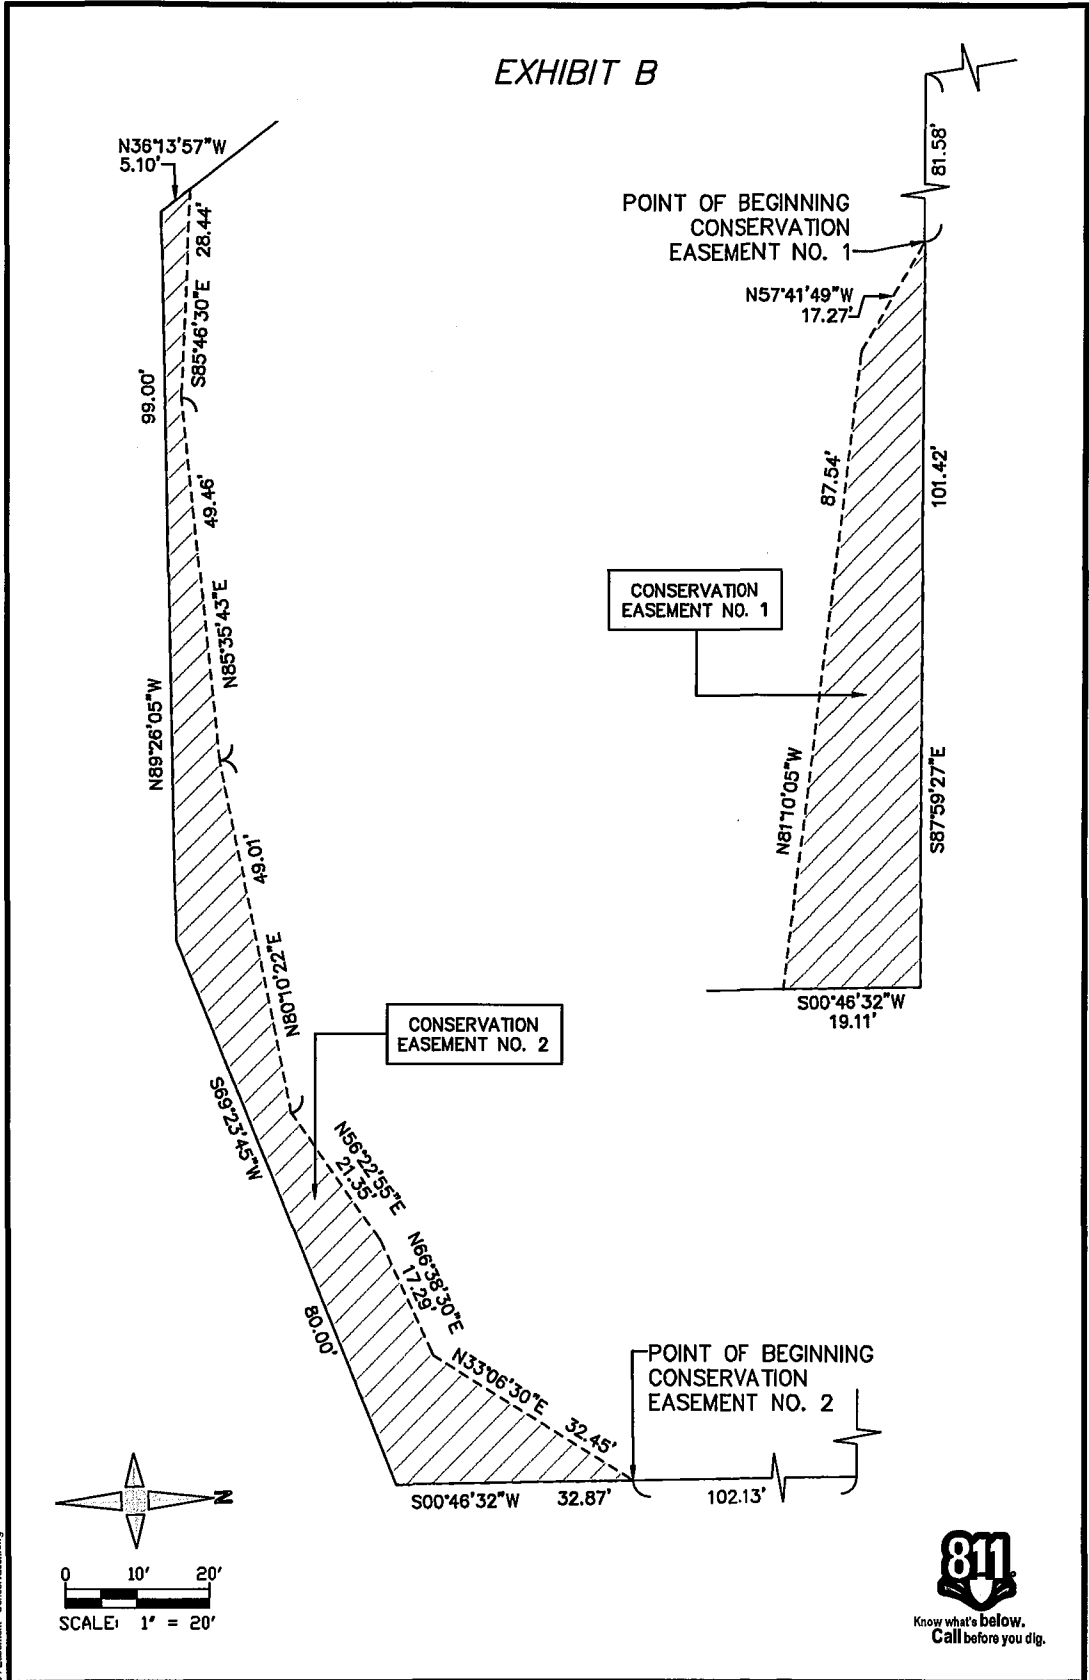 EXHIBIT B
N36°13'57"W
5.10'
28.44'
S85°46'30"E
99.00'
49.46'
N85°35'43"E
N89°26'05"W
49.01'
N80°10'22"E
CONSERVATION
EASEMENT NO. 2
S69°23'45"W
80.00'
N56°22'55"E
21.35'
N66°38'30"E
17.29'
N33°06'30"E
32.45'
S00°46'32"W
32.87'
102.13'
POINT OF BEGINNING
CONSERVATION
EASEMENT NO. 2
81.58'
POINT OF BEGINNING
CONSERVATION
EASEMENT NO. 1
N57°41'49"W
17.27'
87.54'
101.42'
CONSERVATION
EASEMENT NO. 1
N81°10'05"W
S87°59'27"E
S00°46'32"W
19.11'
N
0 10' 20'
SCALE: 1" = 20'
811
Know what's below.
Call before you dig.